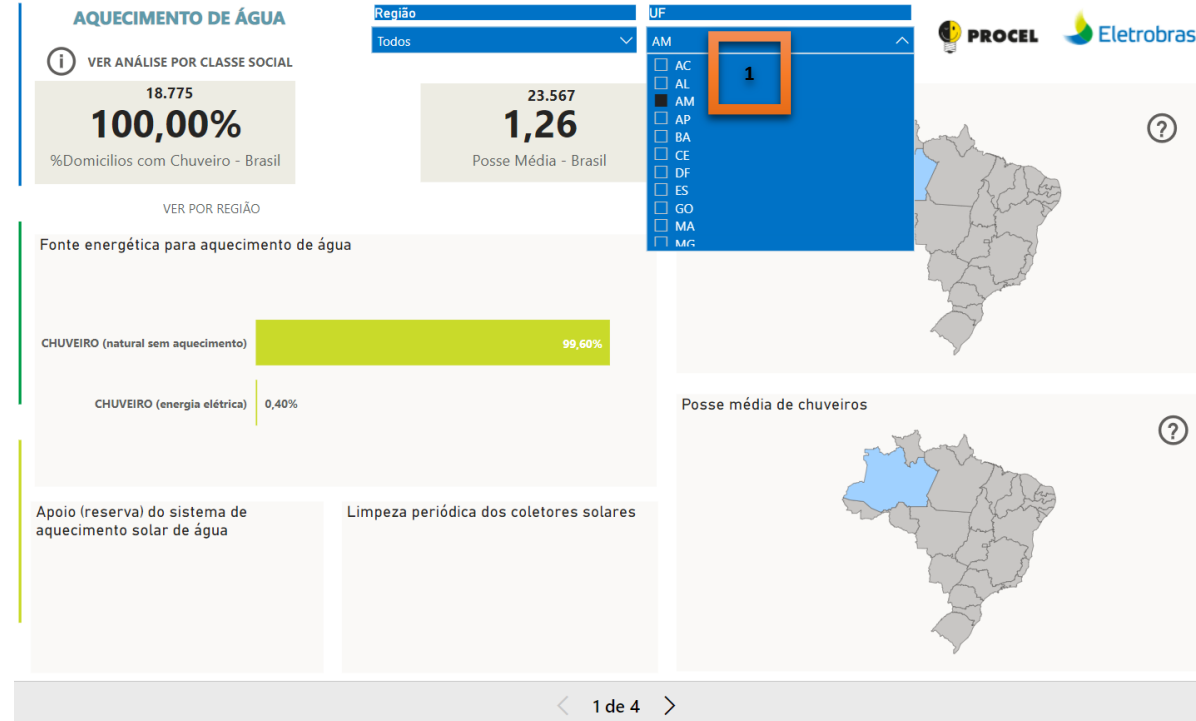 AQUECIMENTO DE ÁGUA
VER ANÁLISE POR CLASSE SOCIAL
Região
Todos
UF
AM
AC
AL
AM
AP
BA
CE
DF
ES
GO
MA
MG
1
PROCEL
Eletrobras
18.775
100,00%
%Domicilios com Chuveiro - Brasil
23.567
1,26
Posse Média - Brasil
?
VER POR REGIÃO
Fonte energética para aquecimento de água
CHUVEIRO (natural sem aquecimento)
99,60%
CHUVEIRO (energia elétrica)
0,40%
Posse média de chuveiros
?
Apoio (reserva) do sistema de
aquecimento solar de água
Limpeza periódica dos coletores solares
1 de 4